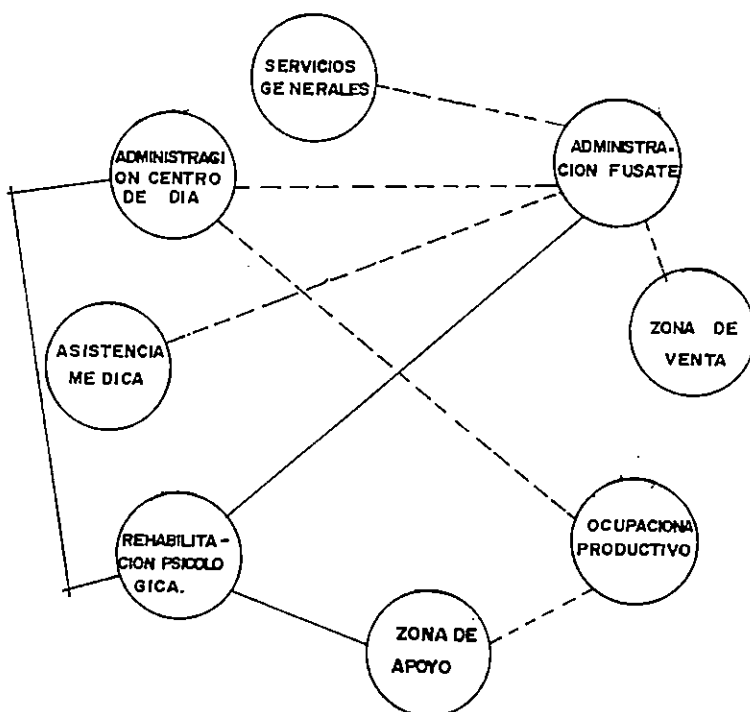 SERVICIOS
GENERALES
ADMINISTRACI
ON CENTRO
DE DIA
ADMINISTRA-
CION FUSATE
ASISTENCIA
MEDICA
ZONA DE
VENTA
REHABILITA-
CION PSICOLO
GICA.
OCUPACIONA
PRODUCTIVO
ZONA DE
APOYO